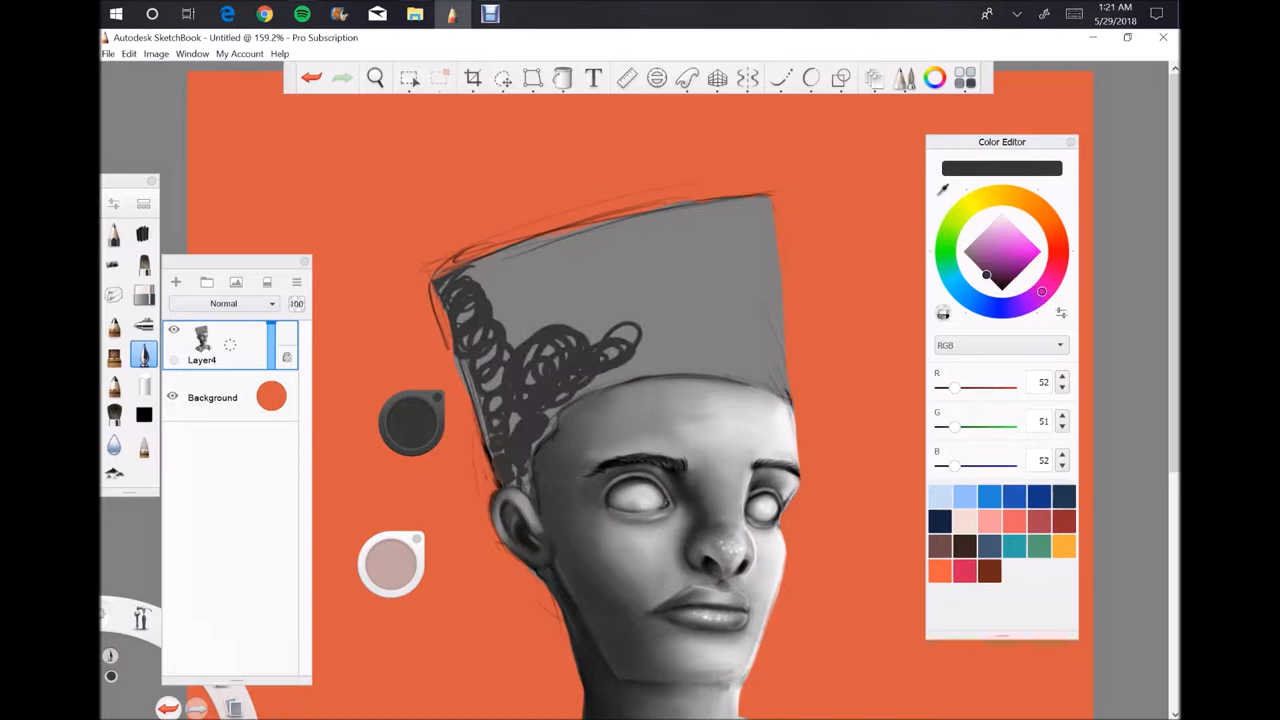 1:21 AM
5/29/2018
Autodesk SketchBook - Untitled @ 159.2% - Pro Subscription
File Edit Image Window My Account Help
T
Color Editor
Normal
100
Layer4
Background
RGB
R
52
G
51
B
52